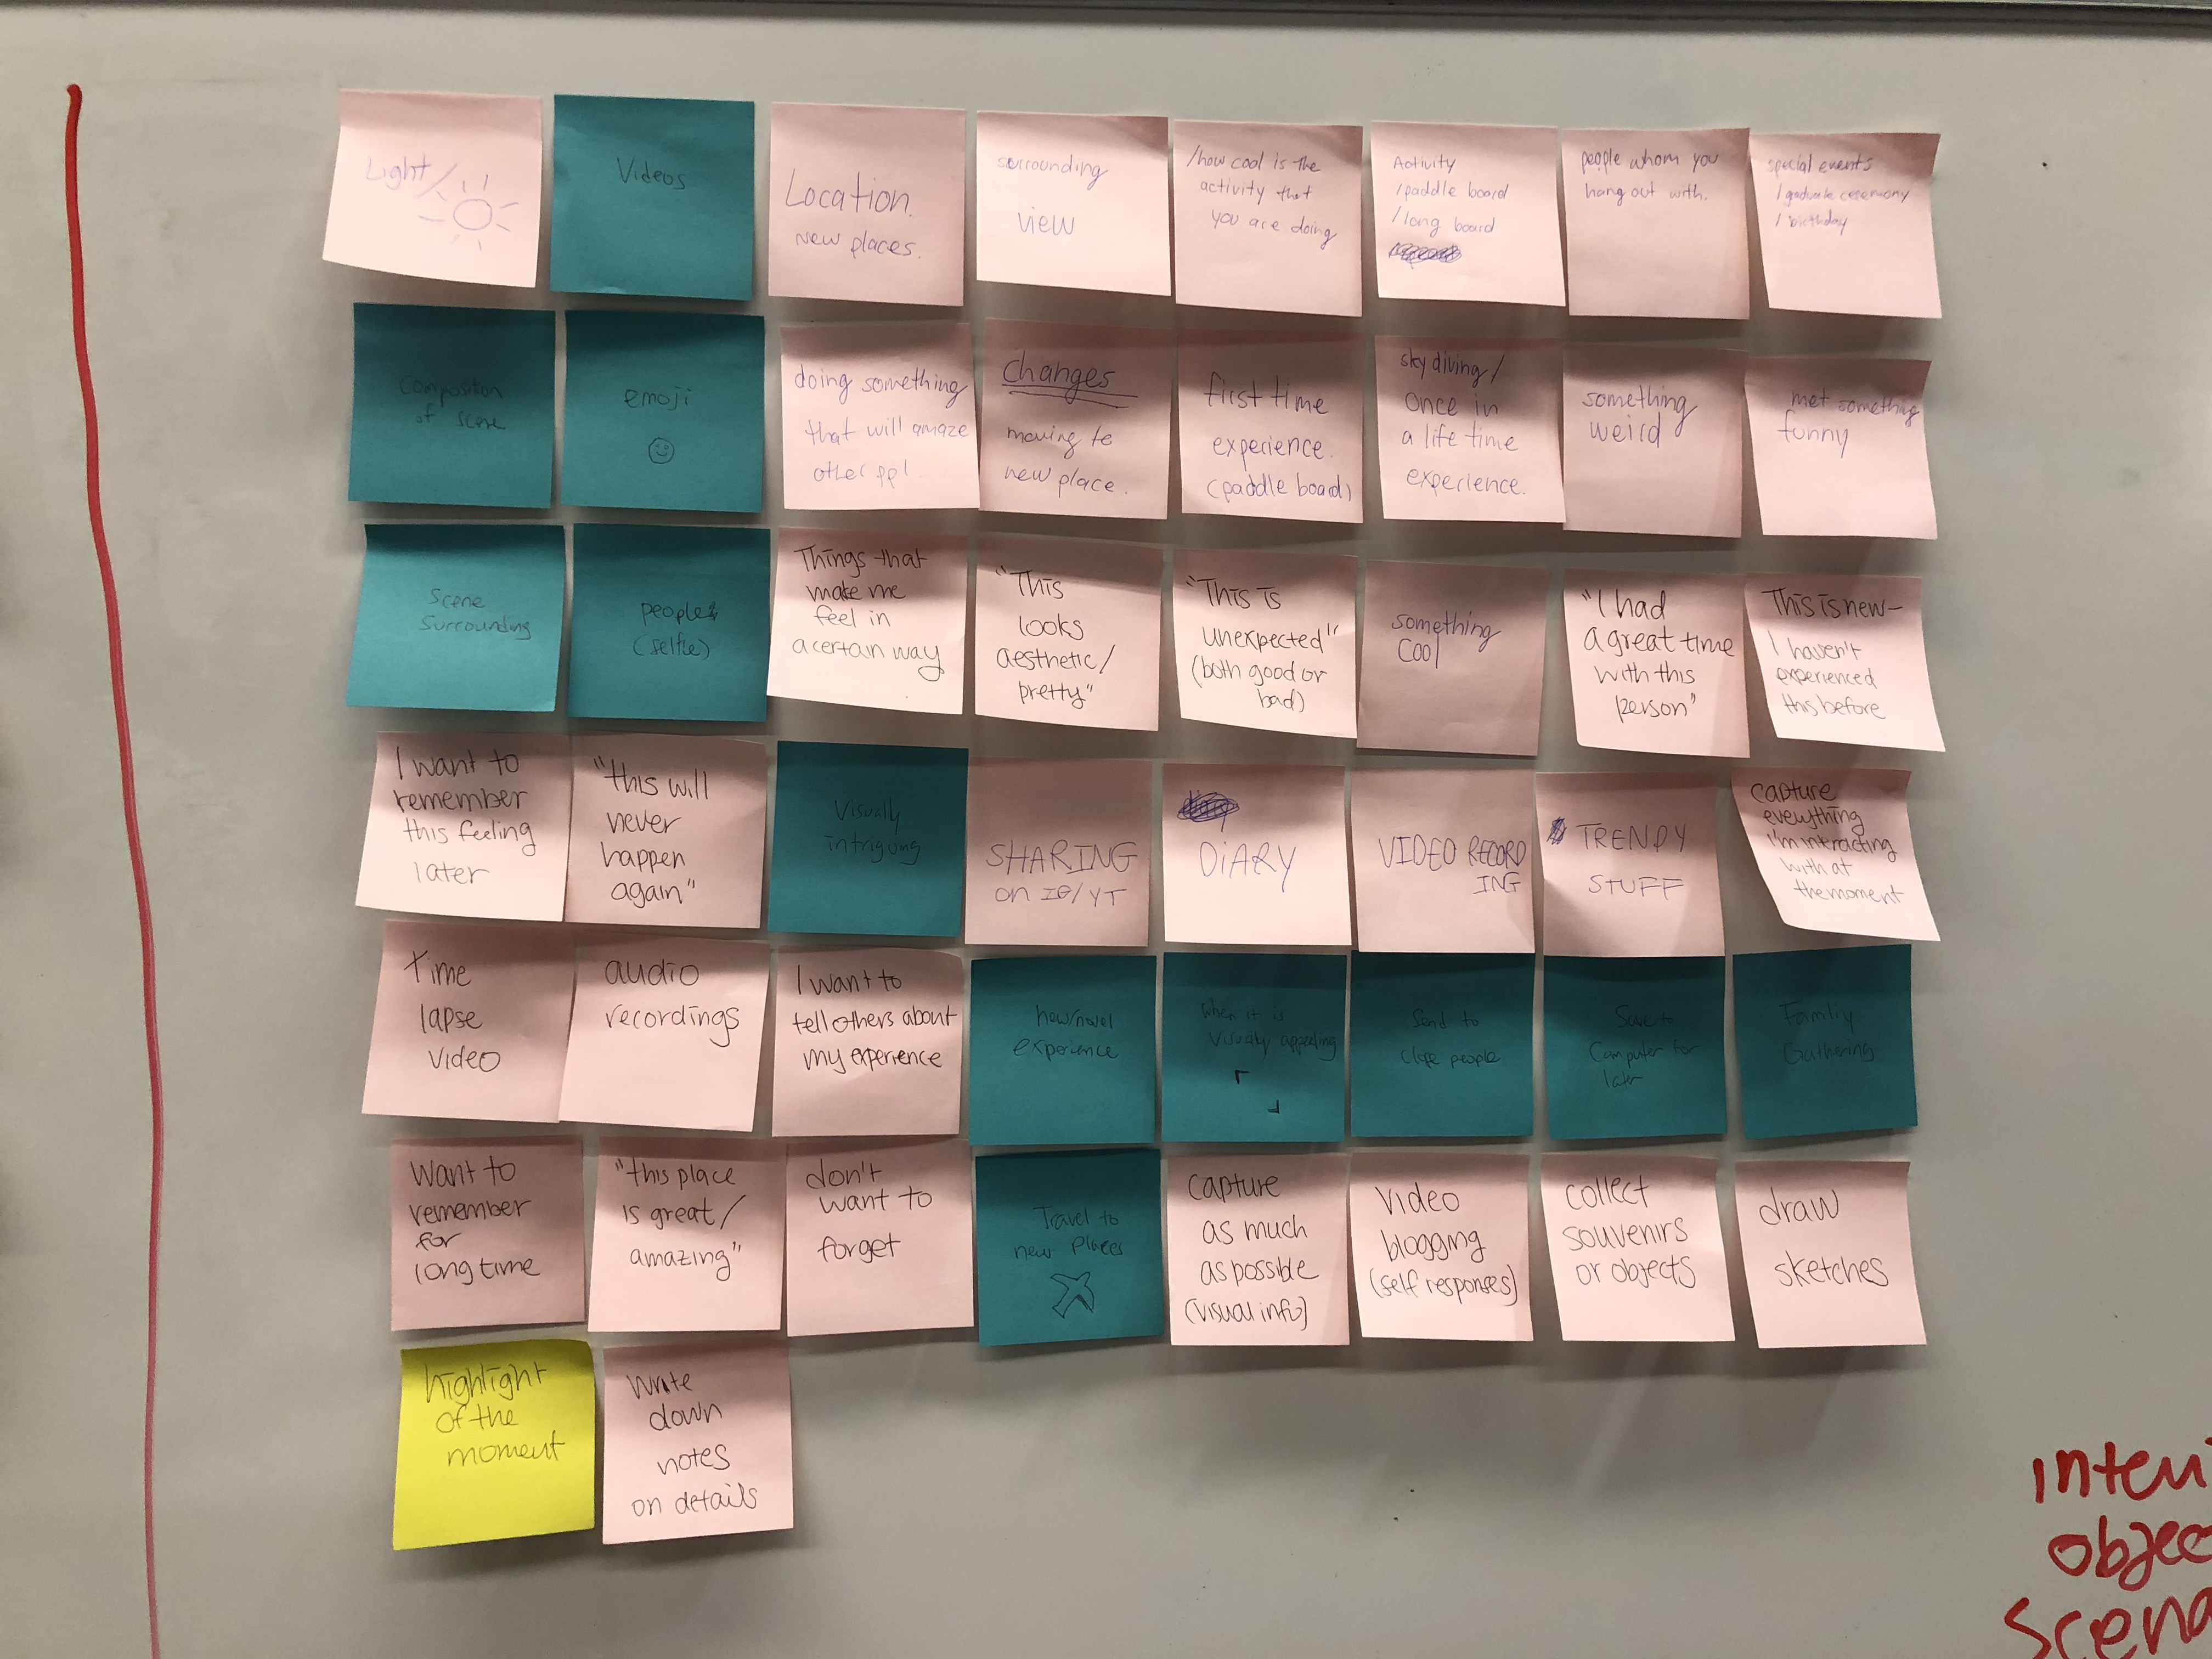 Light/
Videos
Location.
New places.
surrounding
view
/how cool is the
activity that
you are doing
Activity
/paddle board
/long board
people whom you
hang out with.
special events
/graduate ceremony
/birthday
Composition
of scene
emoji
doing something
that will amaze
other ppl.
changes
moving to
new place.
first time
experience.
(paddle board)
sky diving/
once in
a life time
experience.
something
weird
met something
funny
Scene
Surrounding
people
(selfie)
Things that
make me
feel in
a certain way
"This
looks
aesthetic/
pretty"
"This is
unexpected"
(both good or
bad)
something
cool
"I had
a great time
with this
person"
This is new-
I haven't
experienced
this before
I want to
remember
this feeling
later
"this will
never
happen
again"
Visually
intriguing
SHARING
on IG/YT
DIARY
VIDEO RECORD
ING
TRENDY
STUFF
capture
everything
I'm intracting
with at
the moment
Time
lapse
video
audio
recordings
I want to
tell others about
my experience
new/novel
experience
when it is
visually appealing
Send to
close people
Save to
Computer for
later
Family
Gathering
Want to
remember
for
long time
"this place
is great/
amazing"
don't
want to
forget
Travel to
new places
capture
as much
as possible
(visual info)
video
blogging
(self responses)
collect
souvenirs
or objects
draw
sketches
highlight
of the
moment
Write
down
notes
on details